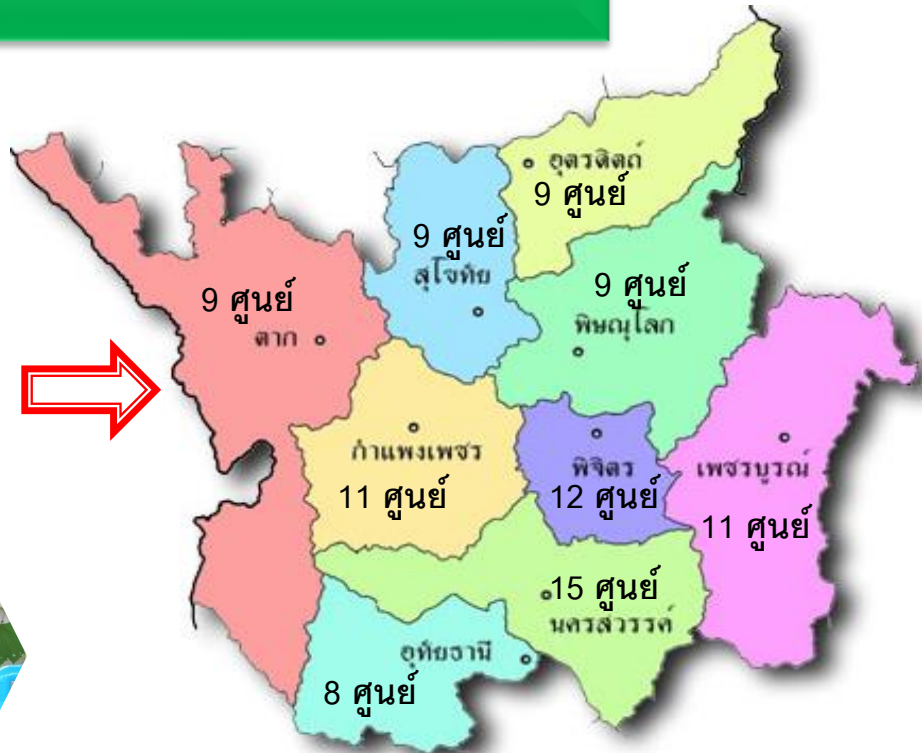 อุตรดิตถ์
9 ศูนย์
9 ศูนย์
สุโจทัย
9 ศูนย์
พิษณุโลก
9 ศูนย์
ตาก
กำแพงเพชร
11 ศูนย์
พิจิตร
12 ศูนย์
เพชรบูรณ์
11 ศูนย์
15 ศูนย์
นครสวรรค์
อุทัยธานี
8 ศูนย์